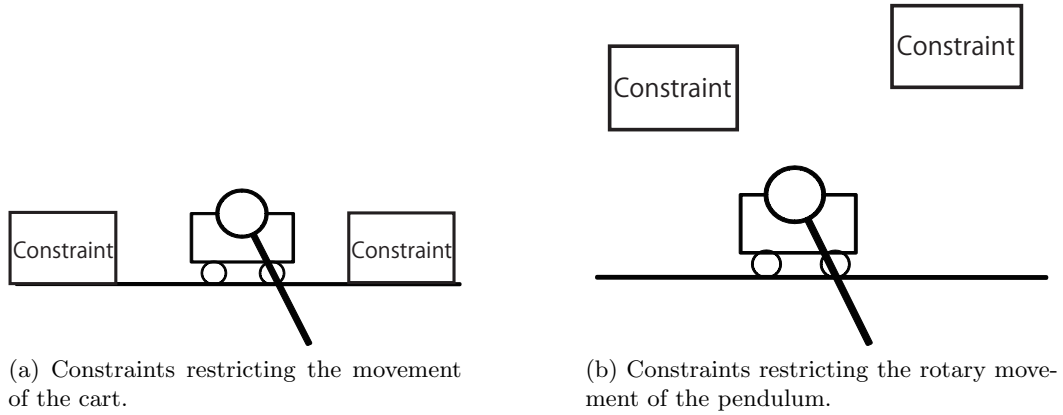 Constraint
Constraint
(a) Constraints restricting the movement
of the cart.
Constraint
Constraint
(b) Constraints restricting the rotary move-
ment of the pendulum.